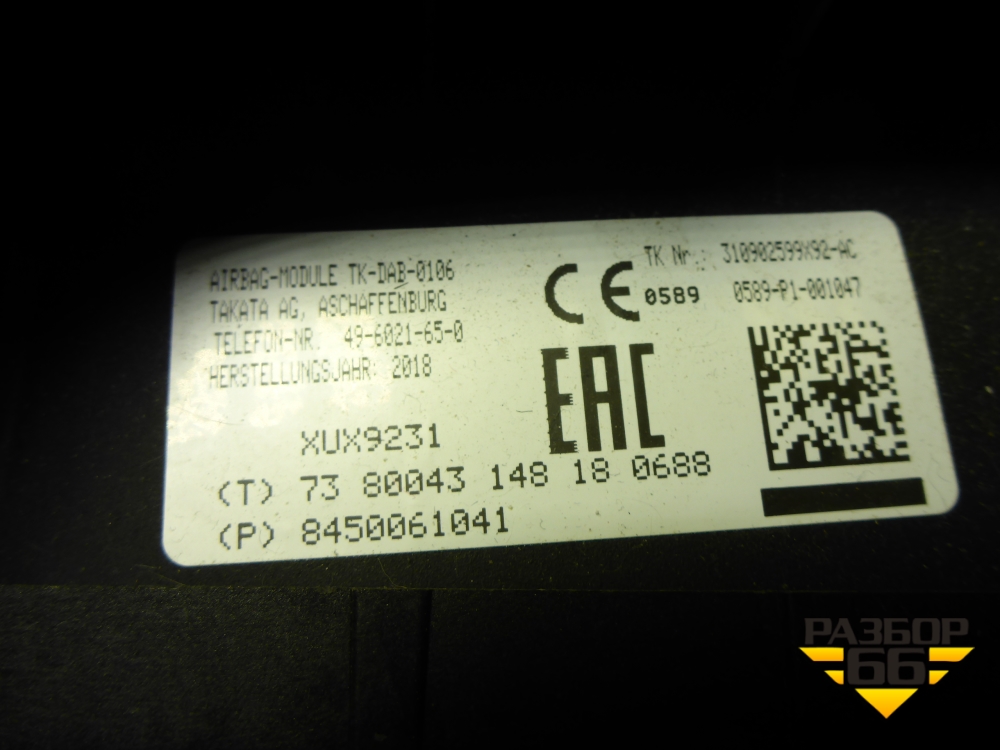 AIRBAG-MODULE TK-DAB-0106
TAKATA AG, ASCHAFFENBURG
TELEFON-NR. 49-6021-65-0
HERSTELLUNGSJAHR: 2018
CE 0589
TK Nr.: 310902599X92-AC
0589-P1-001047
EAC
XUX9231
(T) 73 80043 148 18 0688
(P) 8450061041
РАЗБОР
66